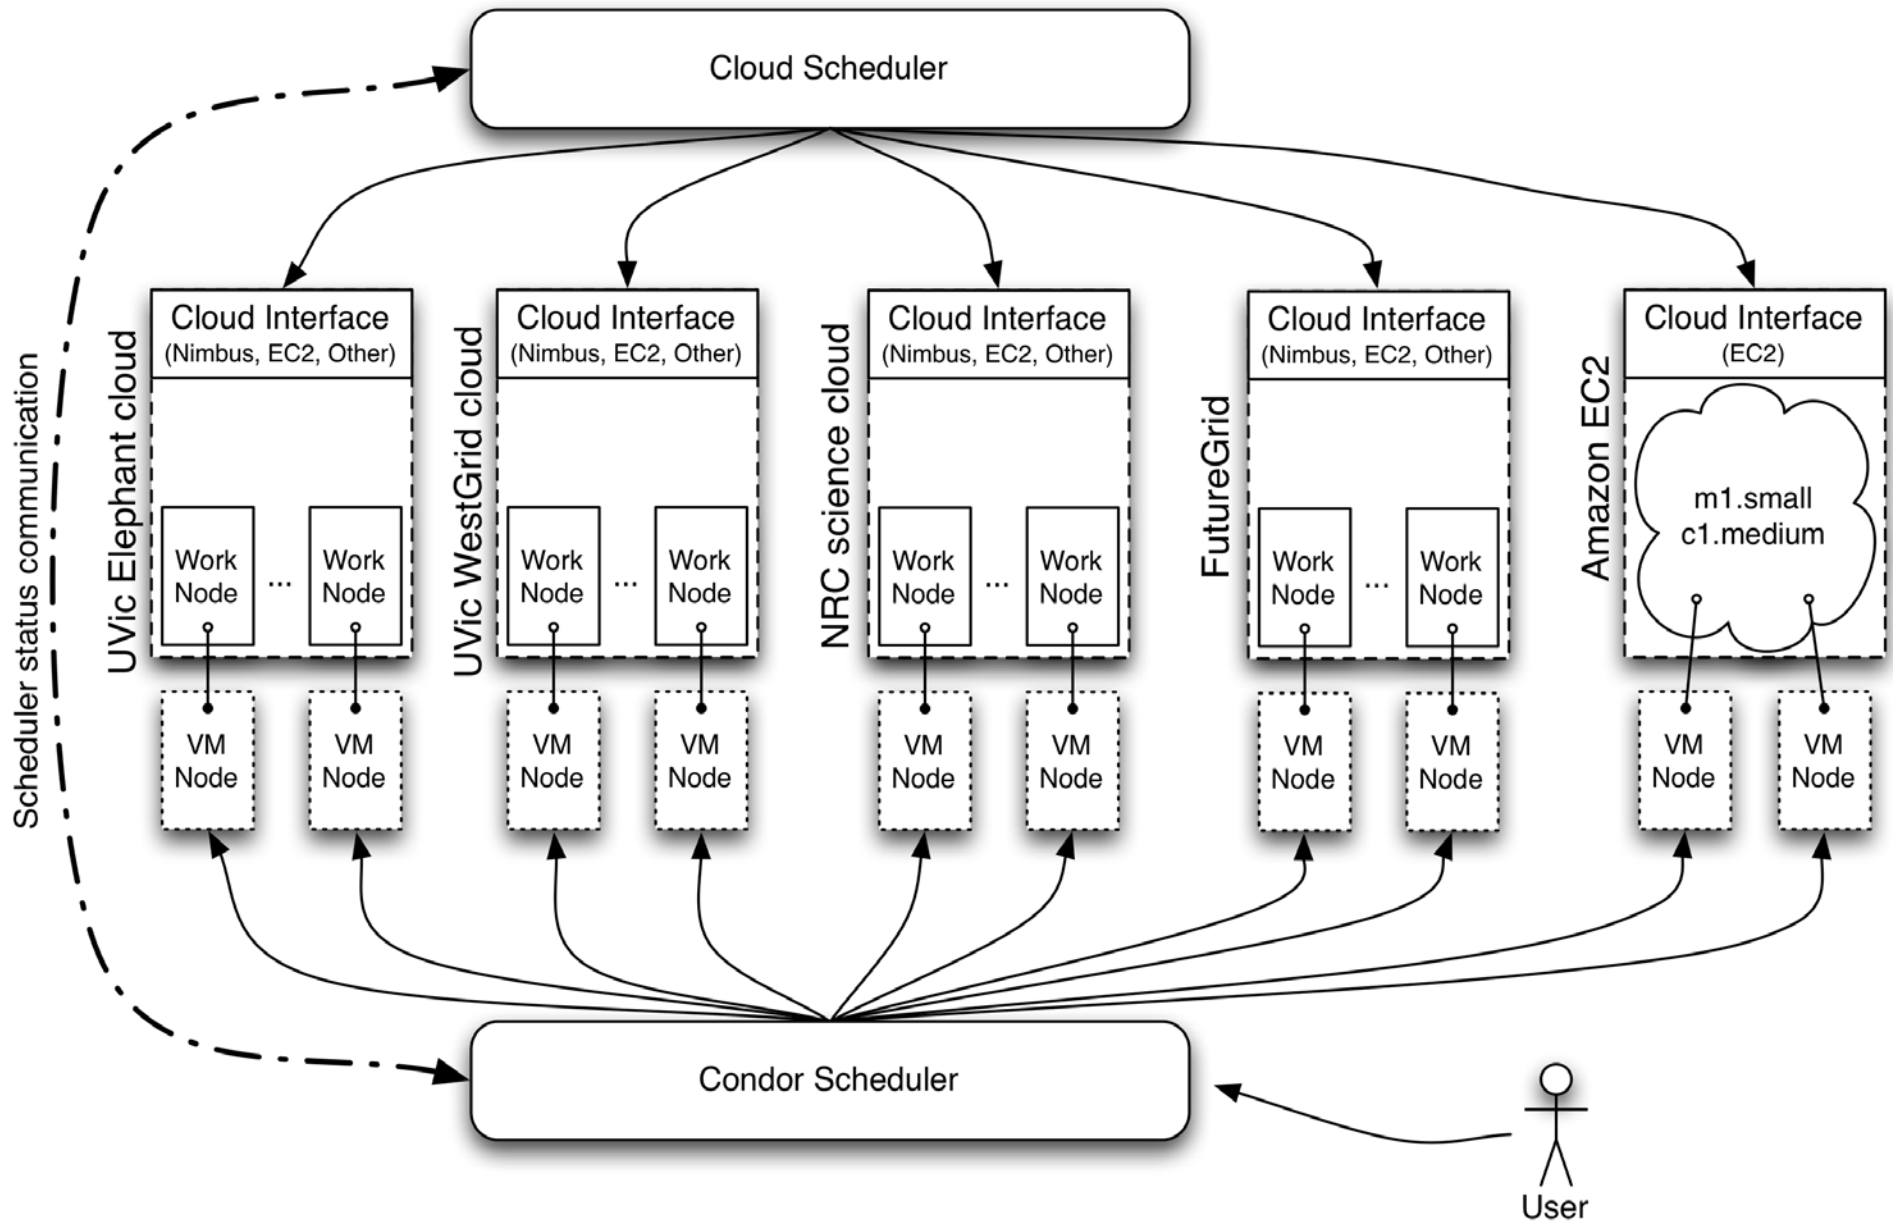 Cloud Scheduler
Scheduler status communication
UVic Elephant cloud
Cloud Interface
(Nimbus, EC2, Other)
Work
Node
...
Work
Node
VM
Node
VM
Node
UVic WestGrid cloud
Cloud Interface
(Nimbus, EC2, Other)
Work
Node
...
Work
Node
VM
Node
VM
Node
NRC science cloud
Cloud Interface
(Nimbus, EC2, Other)
Work
Node
...
Work
Node
VM
Node
VM
Node
FutureGrid
Cloud Interface
(Nimbus, EC2, Other)
Work
Node
...
Work
Node
VM
Node
VM
Node
Amazon EC2
Cloud Interface
(EC2)
m1.small
c1.medium
VM
Node
VM
Node
Condor Scheduler
User